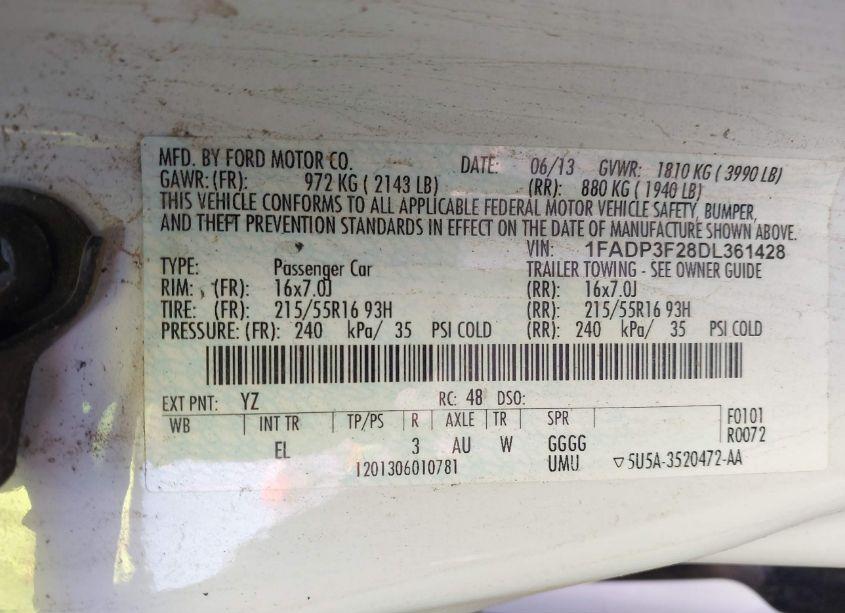 MFD. BY FORD MOTOR CO. DATE: 06/13 GVWR: 1810 KG ( 3990 LB)
GAWR: (FR): 972 KG ( 2143 LB) (RR): 880 KG ( 1940 LB)
THIS VEHICLE CONFORMS TO ALL APPLICABLE FEDERAL MOTOR VEHICLE SAFETY, BUMPER,
AND THEFT PREVENTION STANDARDS IN EFFECT ON THE DATE OF MANUFACTURE SHOWN ABOVE.
VIN: 1FADP3F28DL361428
TYPE: Passenger Car TRAILER TOWING - SEE OWNER GUIDE
RIM: (FR): 16x7.0J (RR): 16x7.0J
TIRE: (FR): 215/55R16 93H (RR): 215/55R16 93H
PRESSURE: (FR): 240 kPa/ 35 PSI COLD (RR): 240 kPa/ 35 PSI COLD
EXT PNT: YZ RC: 48 DSO:
WB INT TR TP/PS R AXLE TR SPR F0101
R0072
EL 3 AU W GGGG
1201306010781 UMU ▽5U5A-3520472-AA